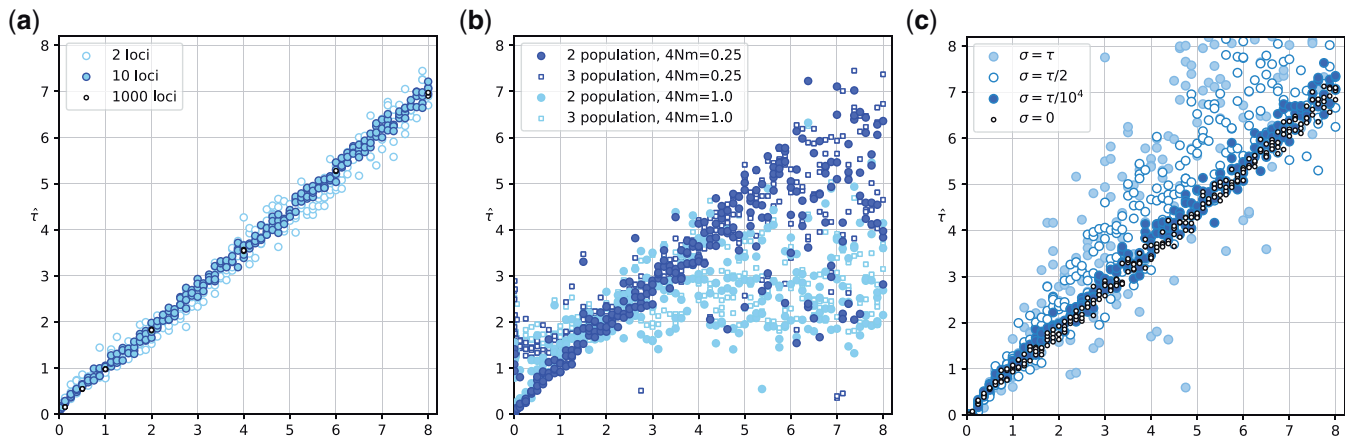 (a)
8
7
6
5
4
3
2
1
0
τ̂
2 loci
10 loci
1000 loci
0 1 2 3 4 5 6 7 8
(b)
8
7
6
5
4
3
2
1
0
τ̂
2 population, 4Nm=0.25
3 population, 4Nm=0.25
2 population, 4Nm=1.0
3 population, 4Nm=1.0
0 1 2 3 4 5 6 7 8
(c)
8
7
6
5
4
3
2
1
0
τ̂
σ = τ
σ = τ/2
σ = τ/10⁴
σ = 0
0 1 2 3 4 5 6 7 8